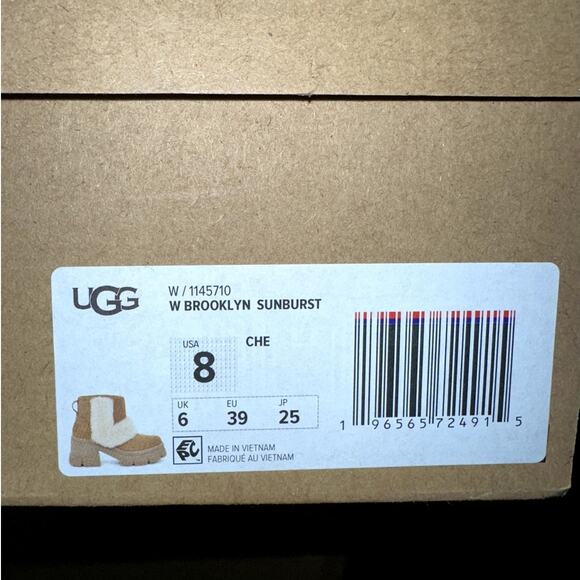 UGG
W / 1145710
W BROOKLYN SUNBURST
USA
8
CHE
UK EU JP
6 39 25
EPC™
MADE IN VIETNAM
FABRIQUÉ AU VIETNAM
1 96565 72491 5